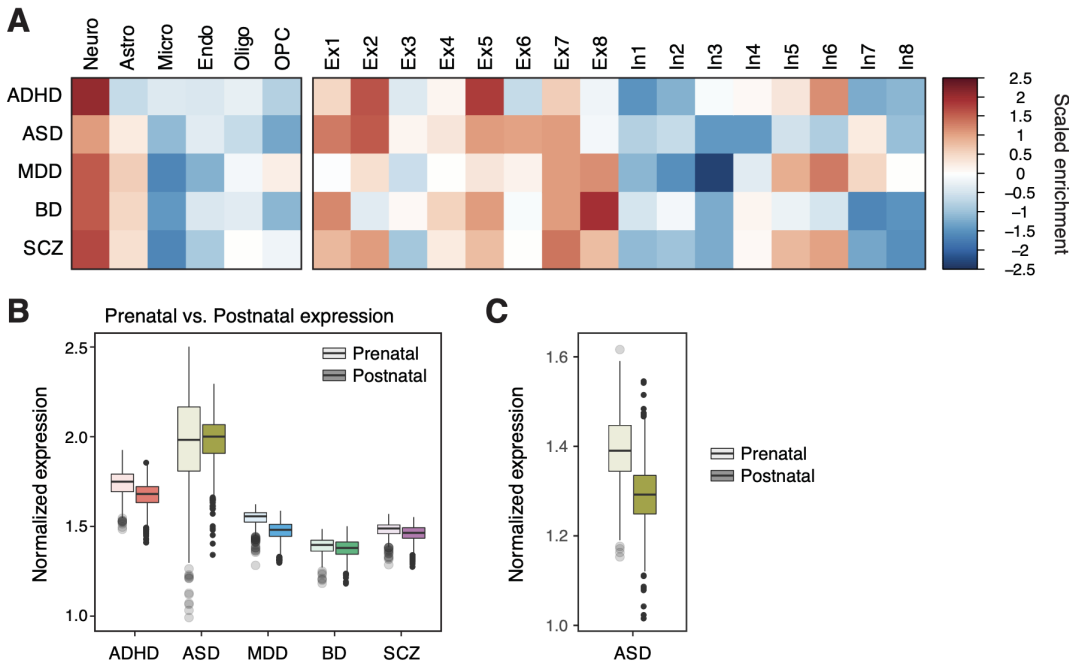 A
Neuro Astro Micro Endo Oligo OPC Ex1 Ex2 Ex3 Ex4 Ex5 Ex6 Ex7 Ex8 In1 In2 In3 In4 In5 In6 In7 In8
ADHD
ASD
MDD
BD
SCZ
2.5
2
1.5
1
0.5
0
−0.5
−1
−1.5
−2
−2.5
Scaled enrichment
B
Prenatal vs. Postnatal expression
Normalized expression
2.5
2.0
1.5
1.0
Prenatal
Postnatal
ADHD ASD MDD BD SCZ
C
Normalized expression
1.6
1.4
1.2
1.0
ASD
Prenatal
Postnatal